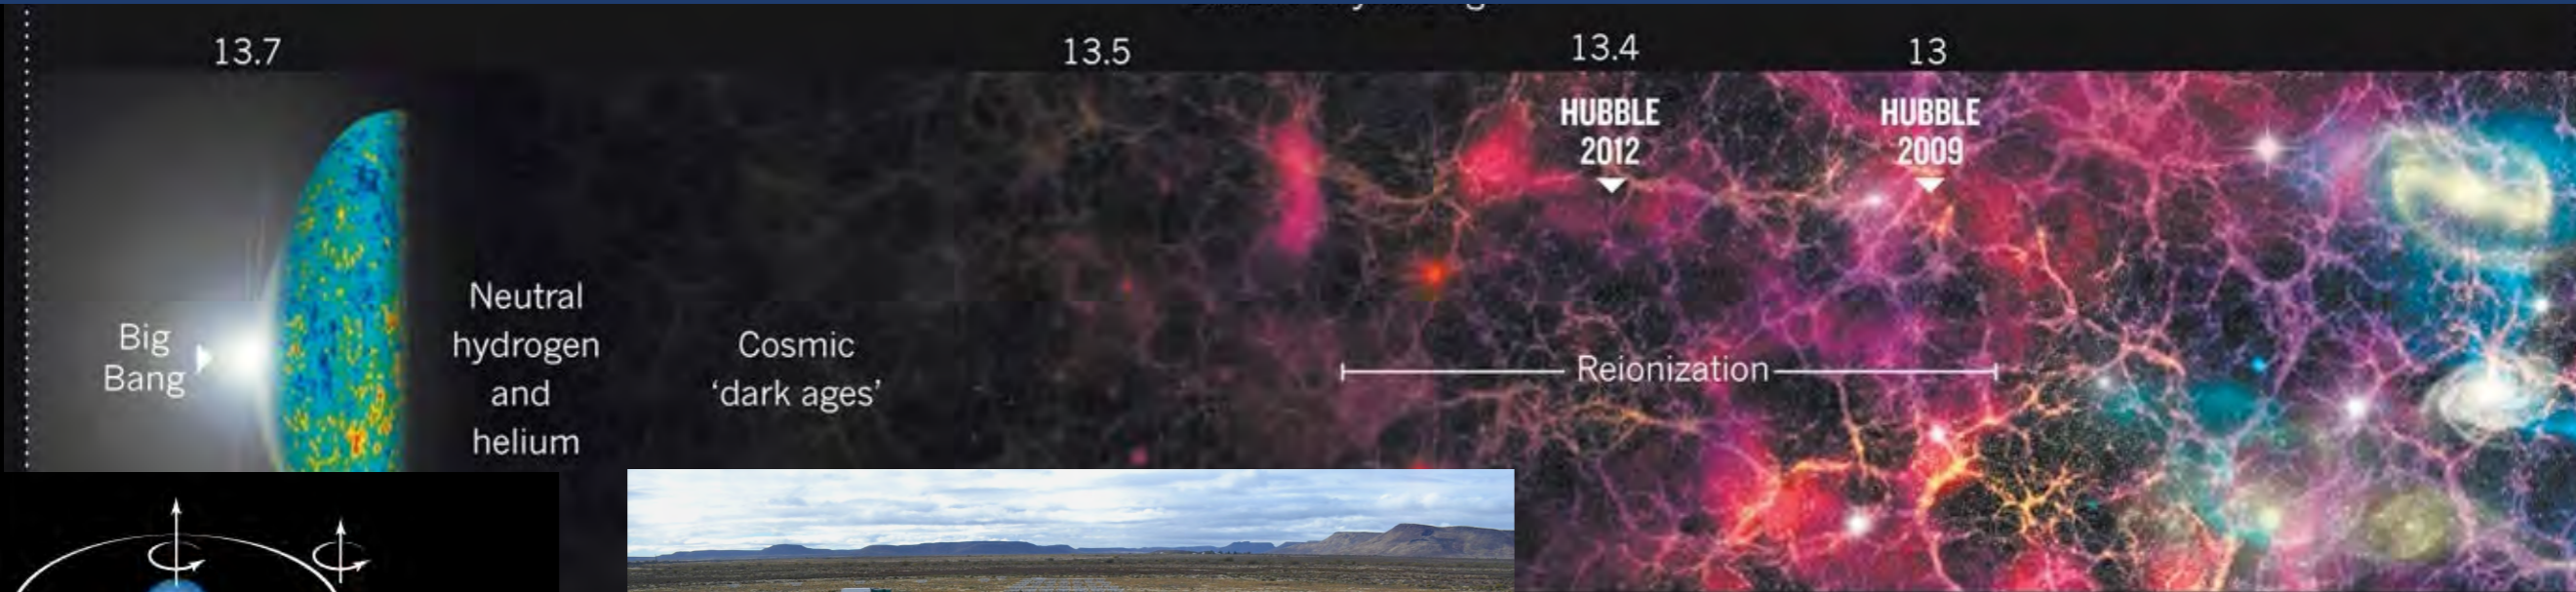 13.7
13.5
13.4
13
HUBBLE
2012
HUBBLE
2009
Big
Bang
Neutral
hydrogen
and
helium
Cosmic
‘dark ages’
Reionization